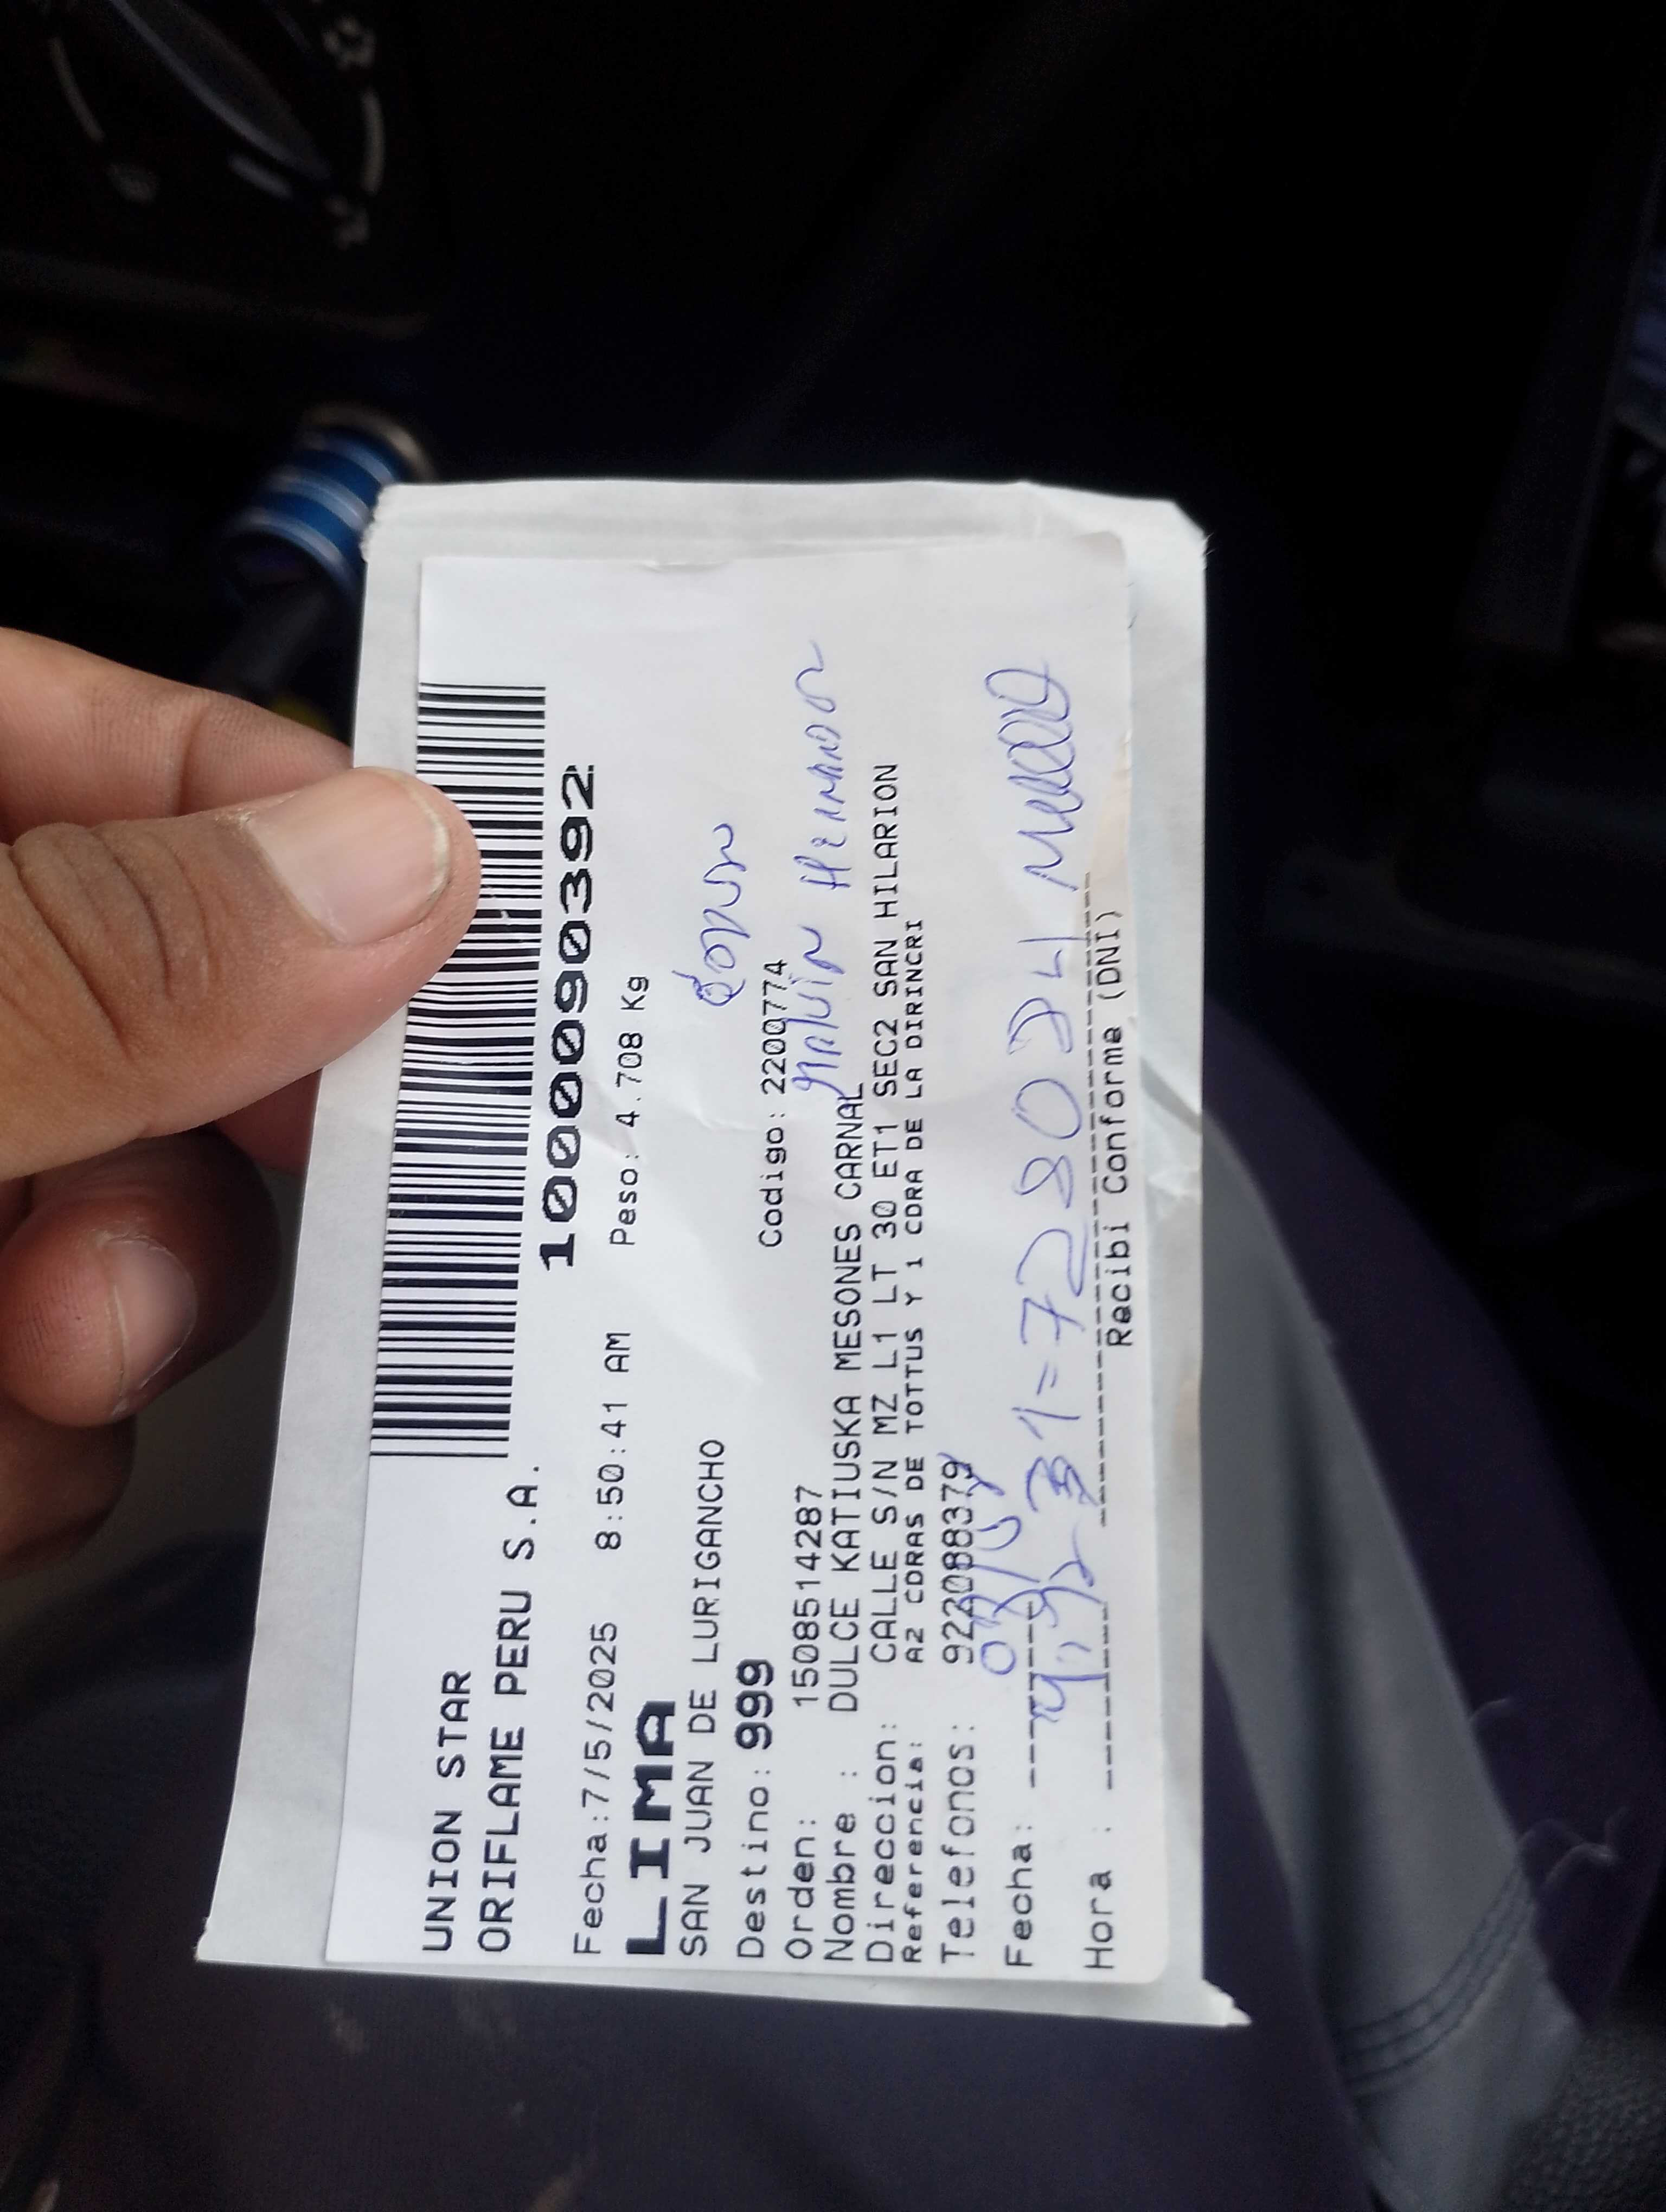 UNION STAR
ORIFLAME PERU S.A.
1000090392
Fecha:7/5/2025 8:50:41 AM Peso: 4.708 Kg
LIMA
SAN JUAN DE LURIGANCHO
Destino: 999
Orden: 1508514287 Codigo: 2200774
Nombre : DULCE KATIUSKA MESONES CARNAL
Direccion: CALLE S/N MZ L1 LT 30 ET1 SEC2 SAN HILARION
Referencia: A2 CDRAS DE TOTTUS Y 1 CDRA DE LA DIRINCRI
Telefonos: 922088379
Fecha:
Hora :
Recibi Conforme (DNI)